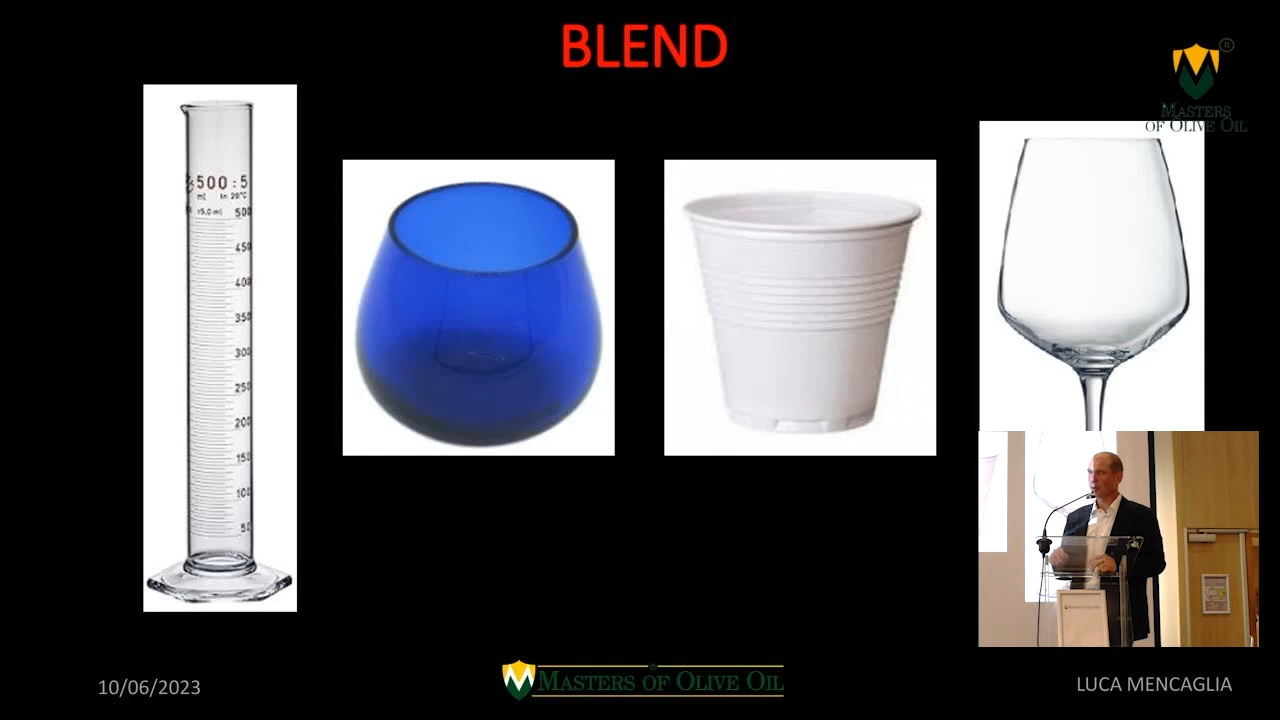 BLEND
®
MASTERS
OF OLIVE OIL
500 : 5
ml In 20°C
±5.0 ml 500
450
400
350
300
250
200
150
100
50
10/06/2023
MASTERS OF OLIVE OIL
LUCA MENCAGLIA